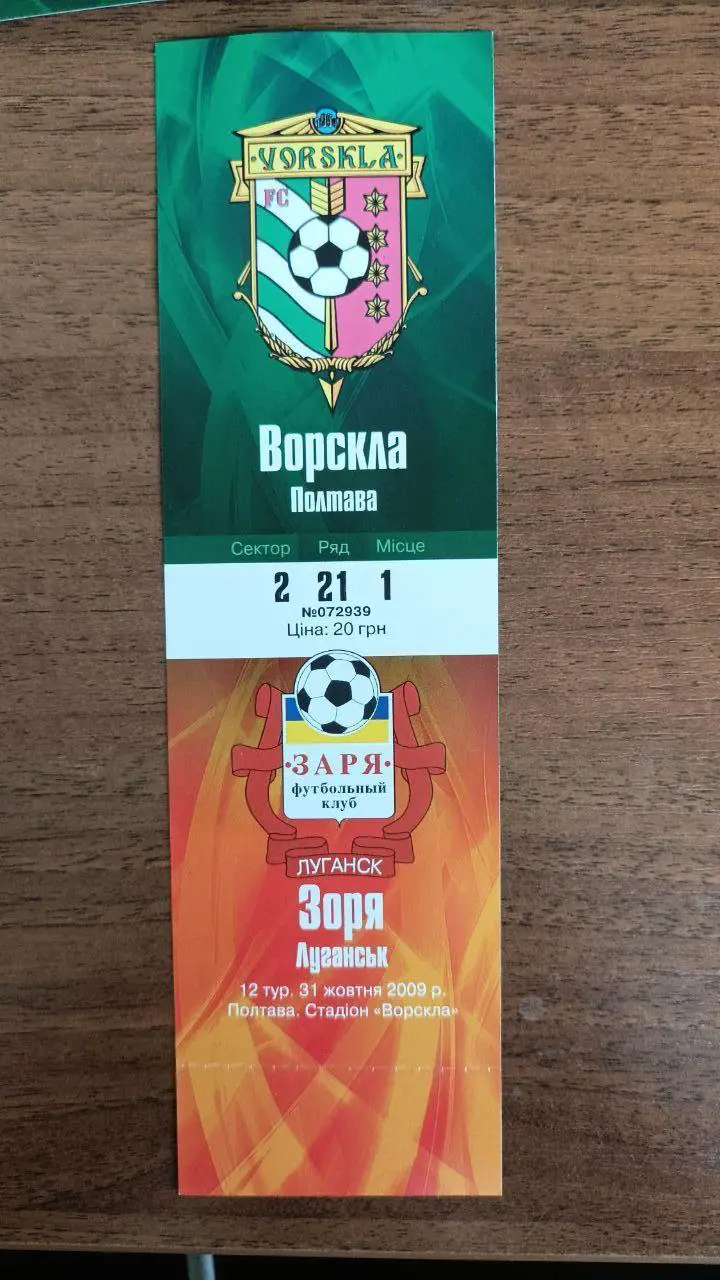 VORSKLA
FC
Ворскла
Полтава
Сектор Ряд Місце
2 21 1
№072939
Ціна: 20 грн
·ЗАРЯ·
футбольный
клуб
ЛУГАНСК
Зоря
Луганськ
12 тур. 31 жовтня 2009 р.
Полтава. Стадіон «Ворскла»